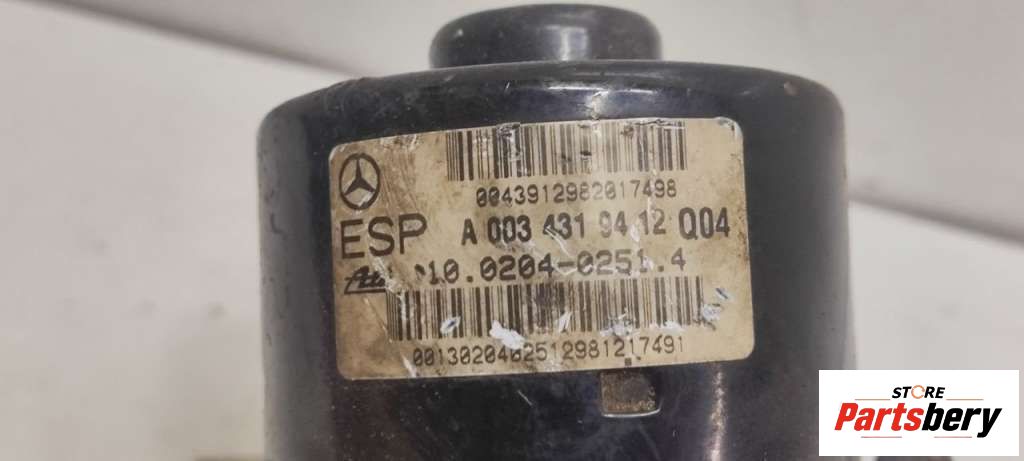 0043912982017498
ESP A 003 431 94 12 Q04
10.0204-0251.4
0013020402512981217491
STORE
Partsbery